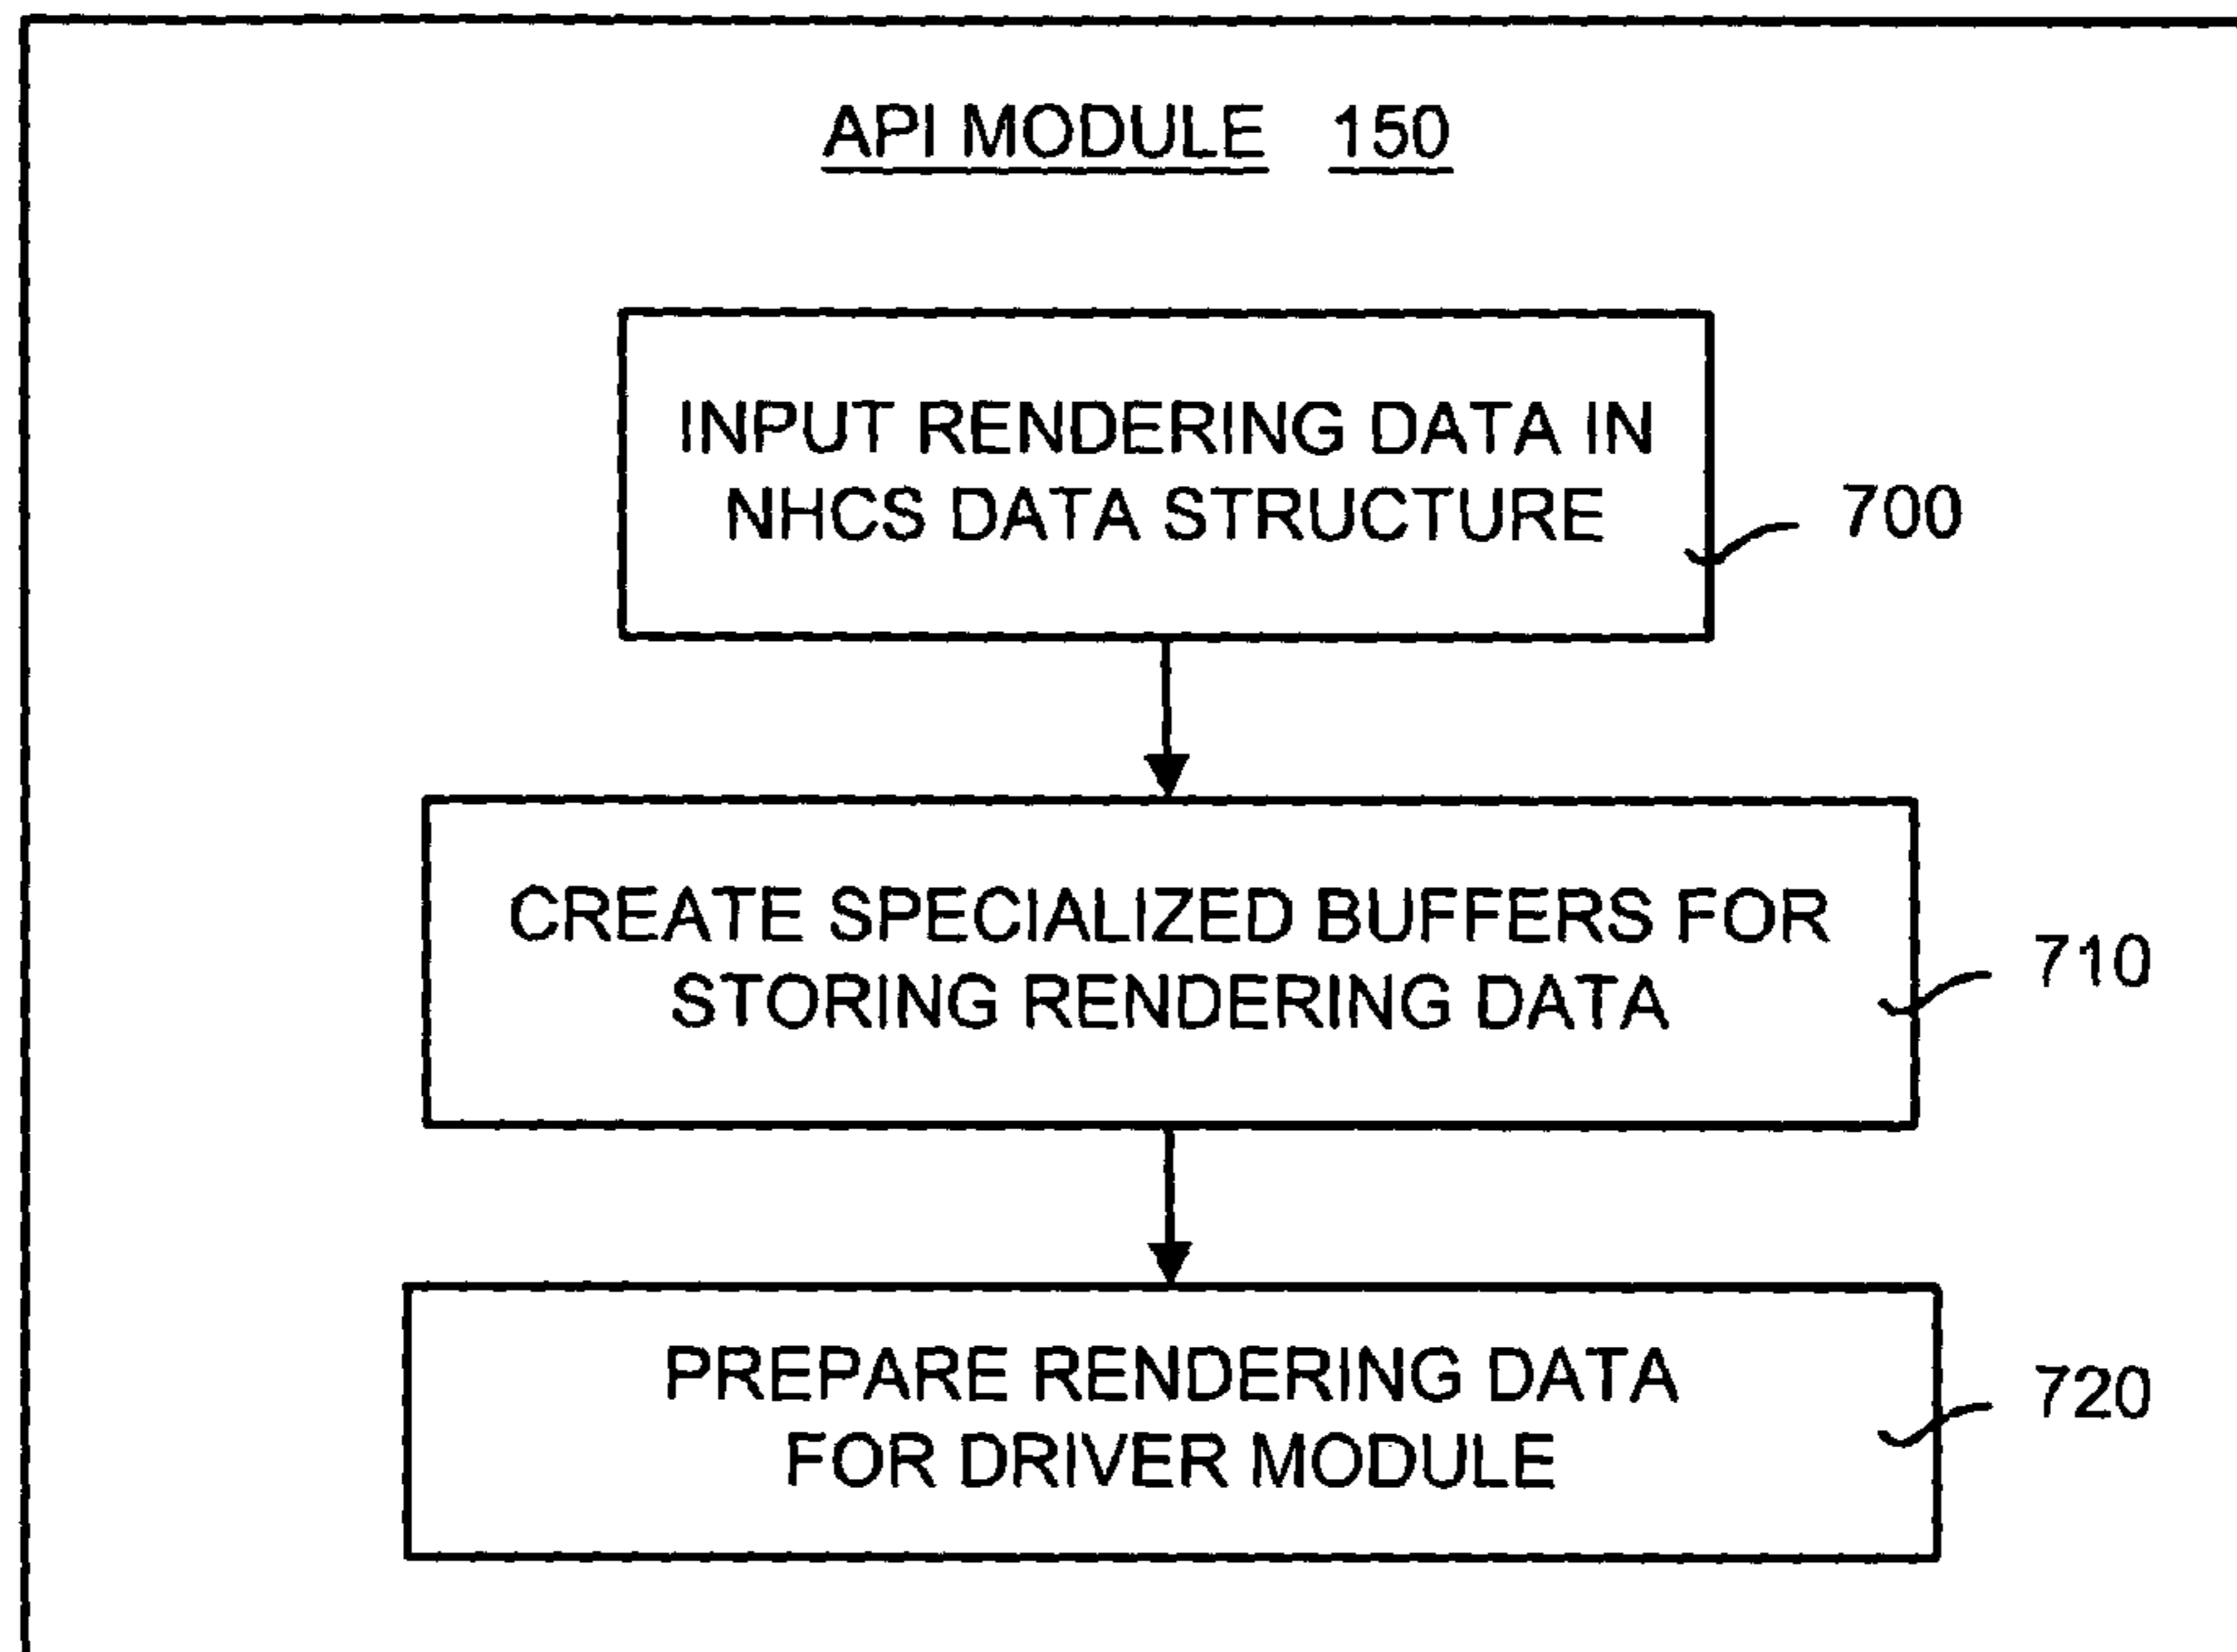 API MODULE 150
INPUT RENDERING DATA IN
NHCS DATA STRUCTURE
700
CREATE SPECIALIZED BUFFERS FOR
STORING RENDERING DATA
710
PREPARE RENDERING DATA
FOR DRIVER MODULE
720